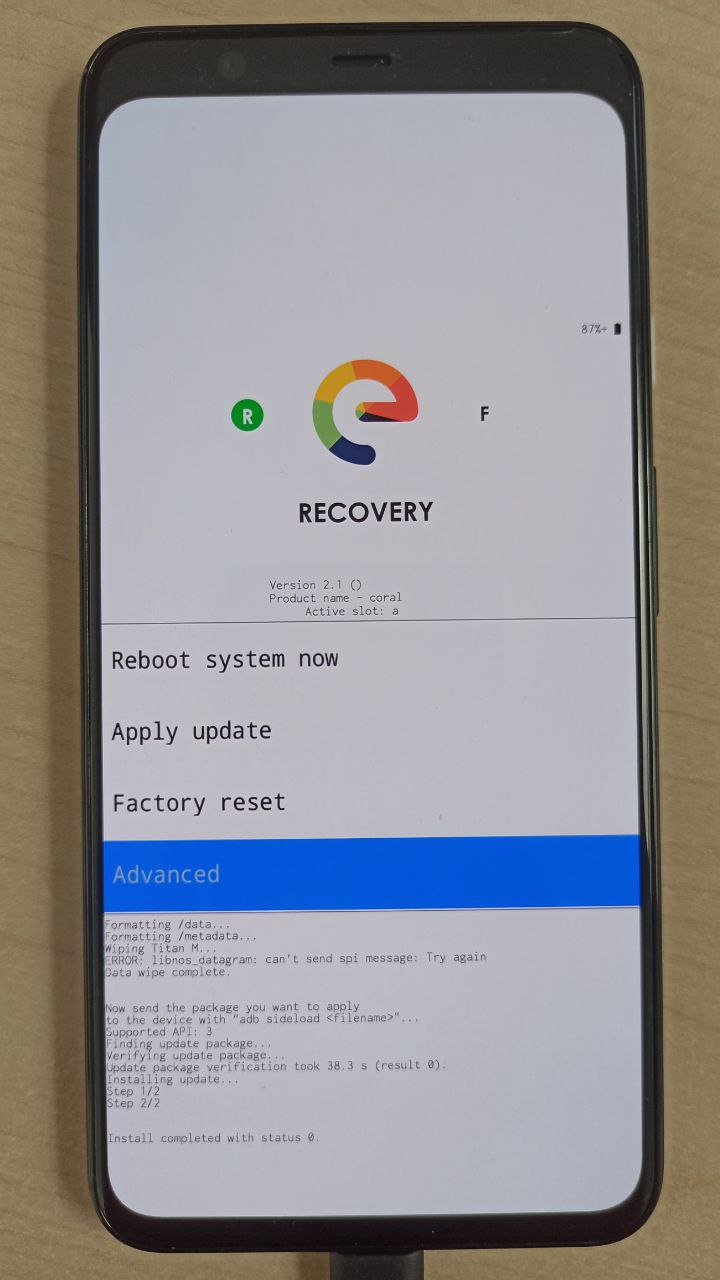 87%+
R
F
RECOVERY
Version 2.1 ()
Product name - coral
Active slot: a
Reboot system now
Apply update
Factory reset
Advanced
Formatting /data...
Formatting /metadata...
Wiping Titan M...
ERROR: libnos_datagram: can't send spi message: Try again
Data wipe complete.
Now send the package you want to apply
to the device with "adb sideload <filename>"...
Supported API: 3
Finding update package...
Verifying update package...
Update package verification took 38.3 s (result 0).
Installing update...
Step 1/2
Step 2/2
Install completed with status 0.